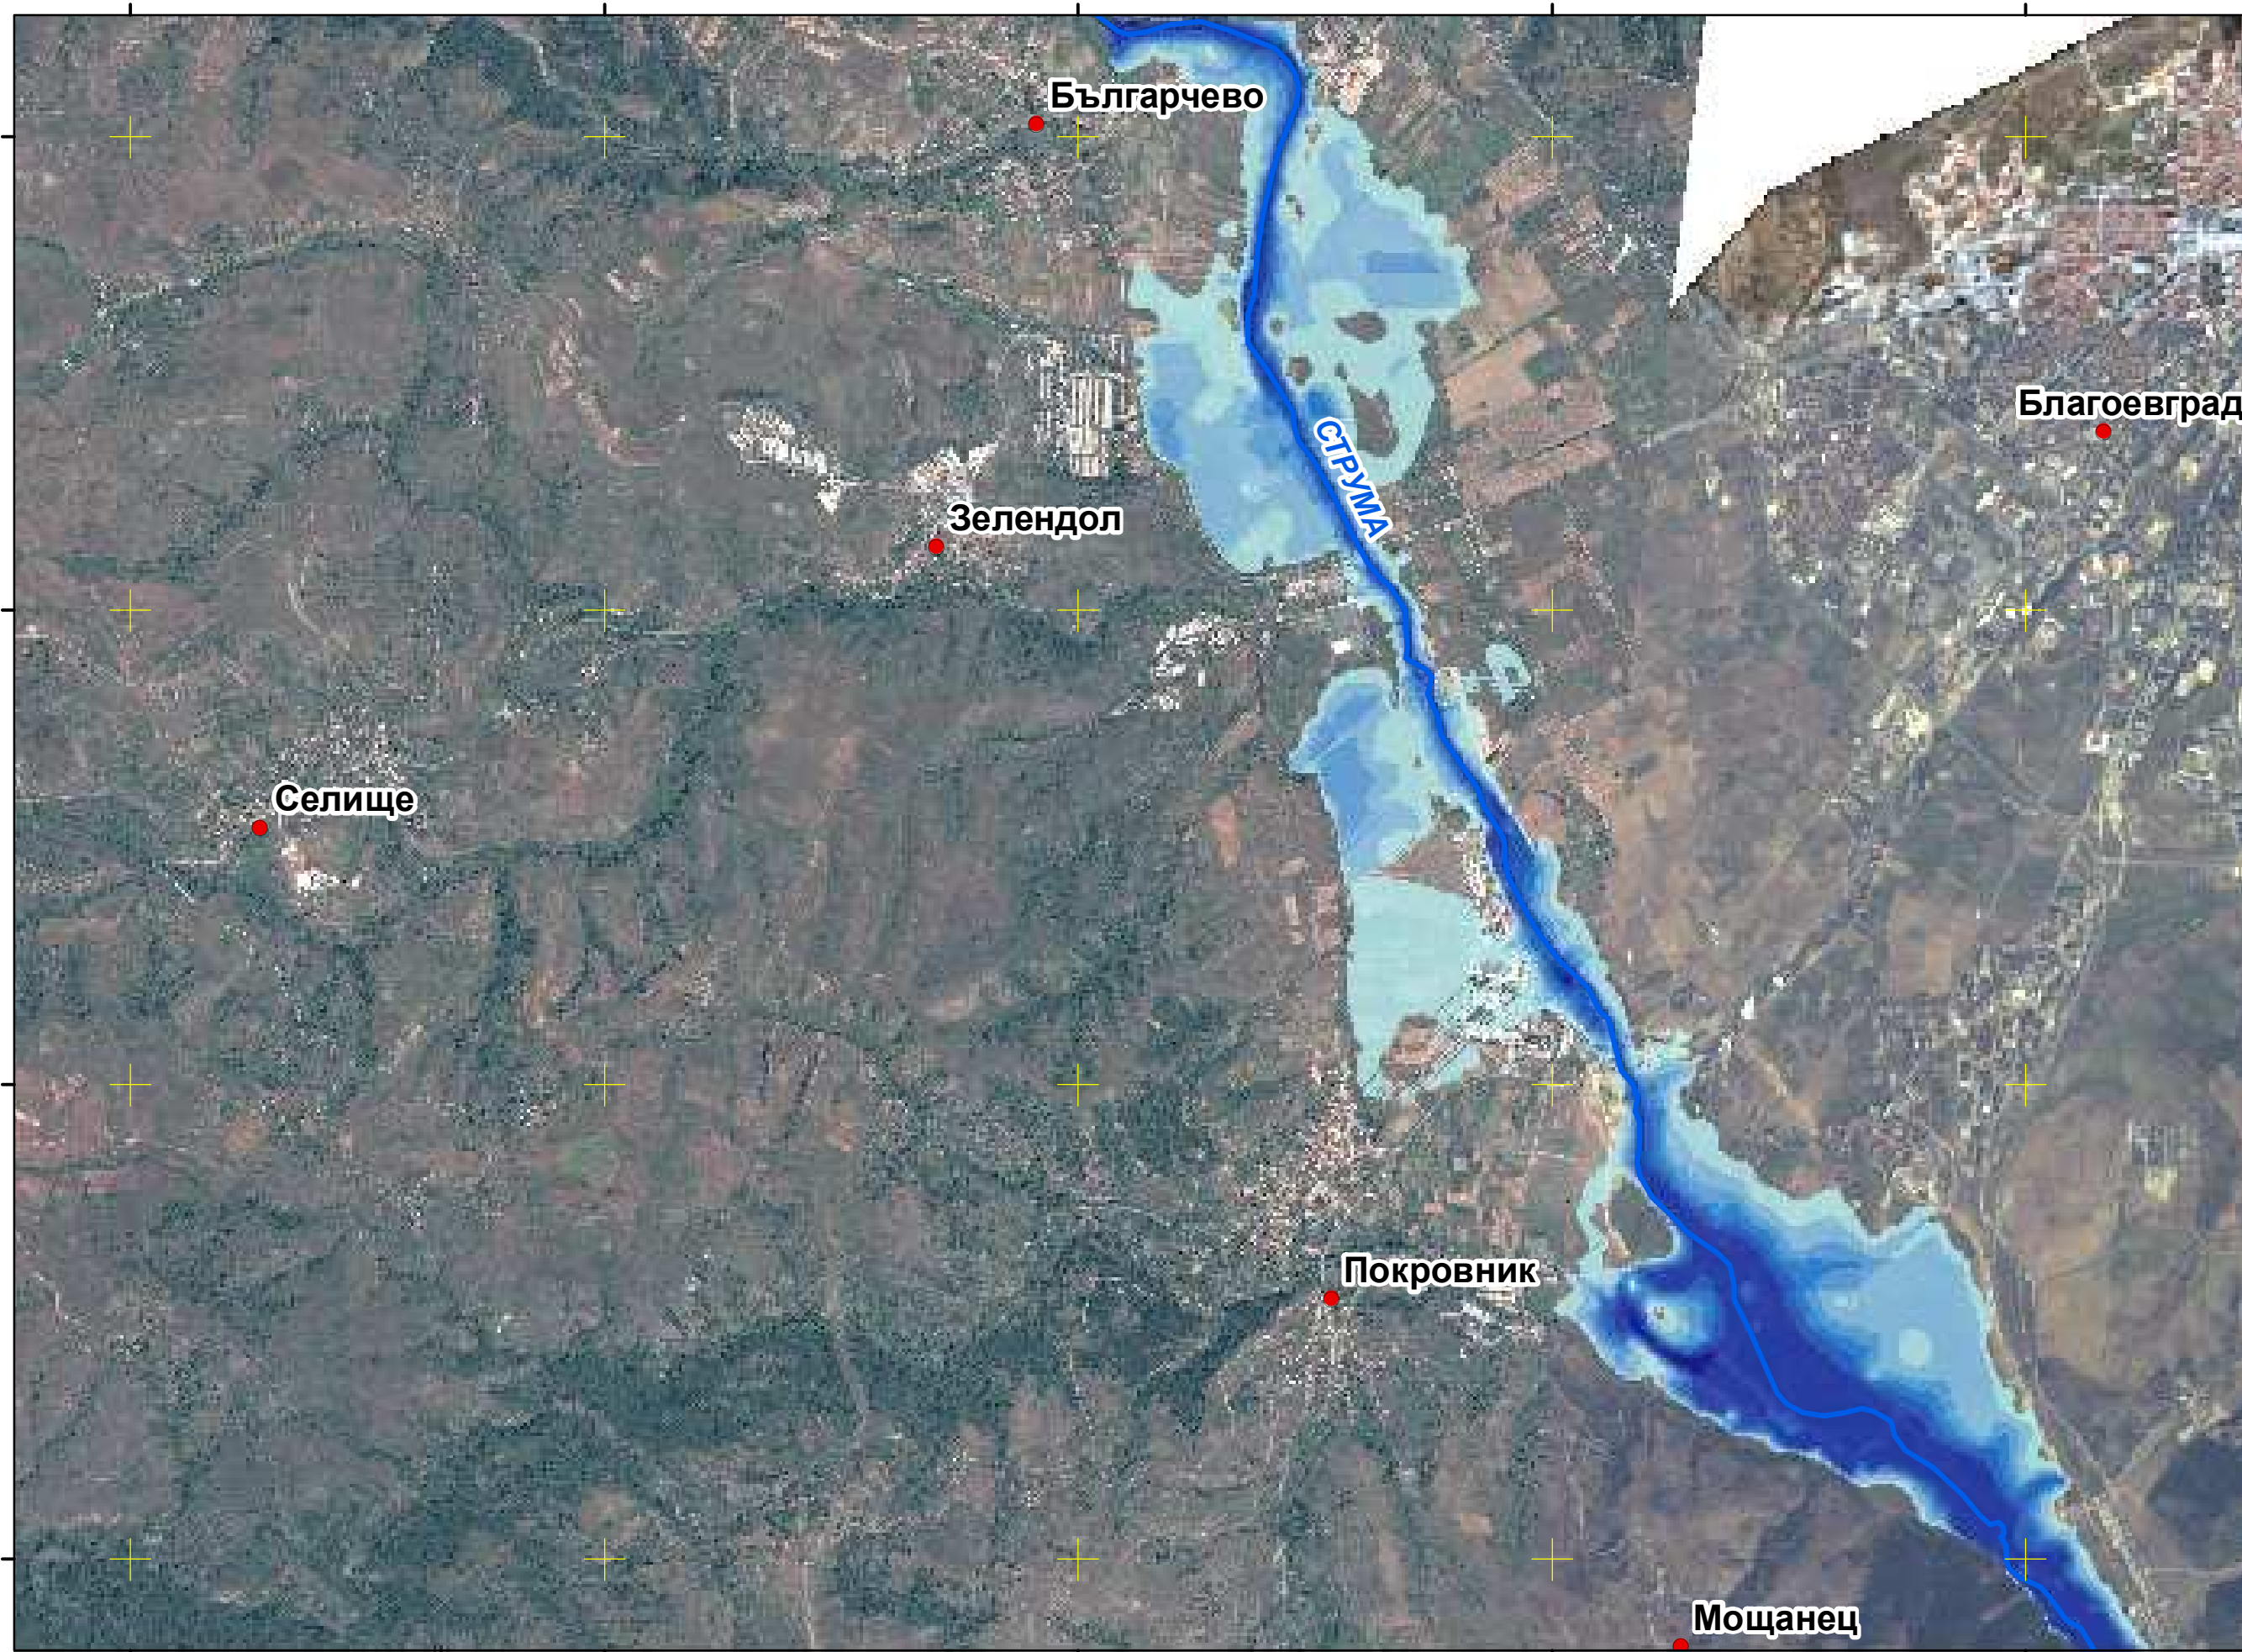 Българчево
Благоевград
СТРУМА
Зелендол
Селище
Покровник
Мощанец